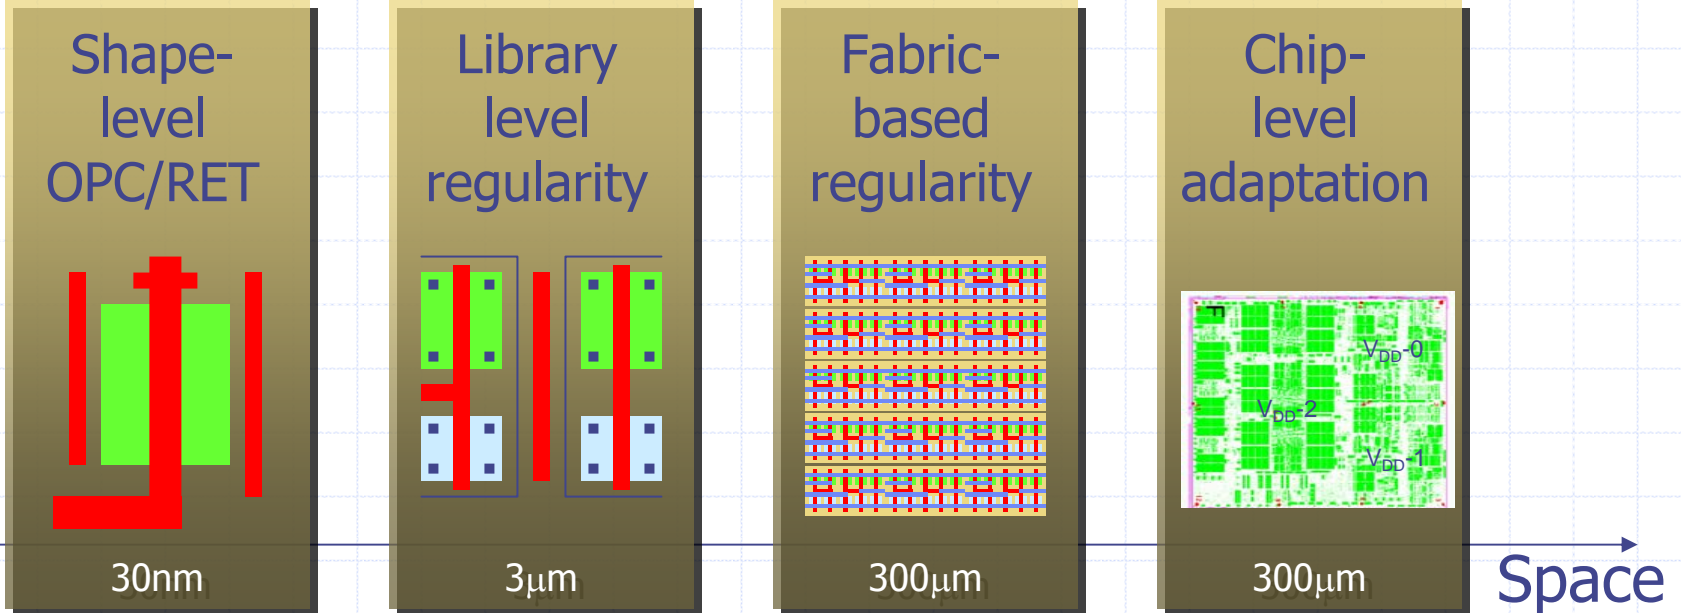 Shape-
level
OPC/RET
30nm
Library
level
regularity
3μm
Fabric-
based
regularity
300μm
Chip-
level
adaptation
F
VDD-0
VDD-2
VDD-1
300μm
Space